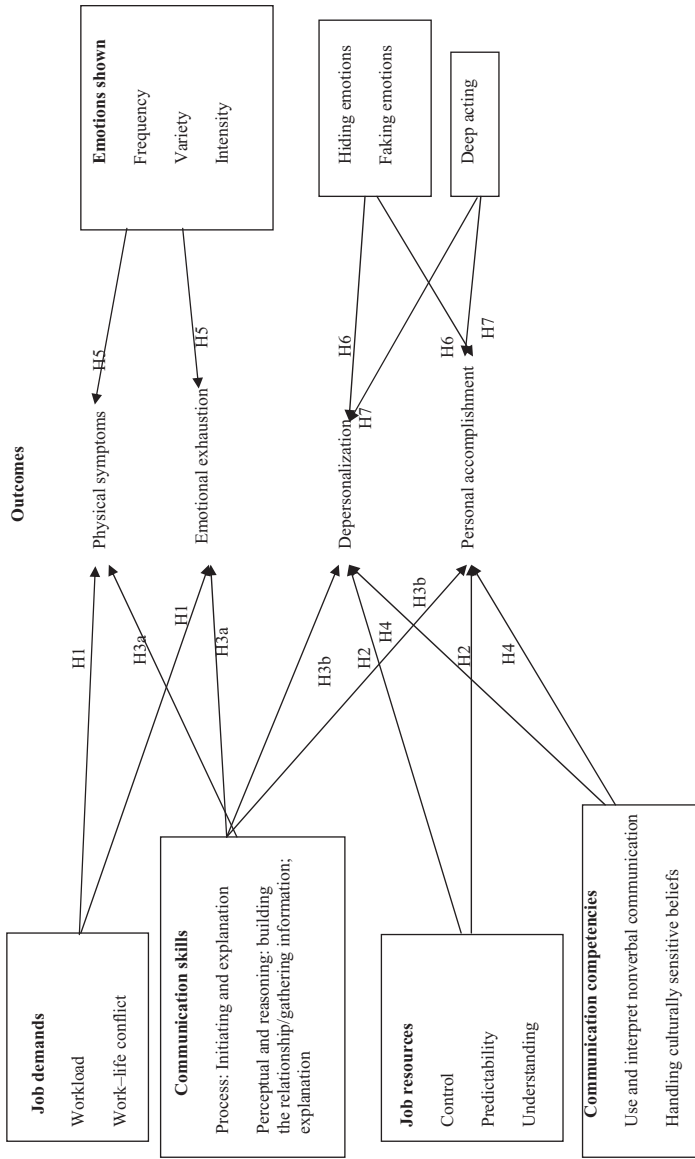 Outcomes
Job demands
Workload
Work–life conflict
Communication skills
Process: Initiating and explanation
Perceptual and reasoning: building
the relationship/gathering information;
explanation
Job resources
Control
Predictability
Understanding
Communication competencies
Use and interpret nonverbal communication
Handling culturally sensitive beliefs
H1
H3a
H1
H3a
H3b
H2
H4
H3b
H2
H4
Physical symptoms
Emotional exhaustion
Depersonalization
Personal accomplishment
H5
H5
H6
H7
H6
H7
Emotions shown
Frequency
Variety
Intensity
Hiding emotions
Faking emotions
Deep acting